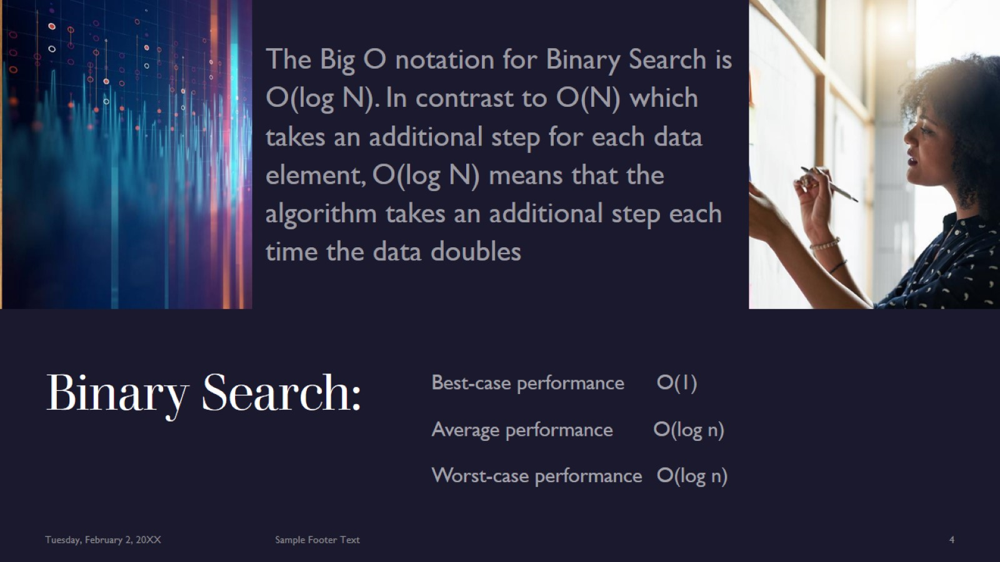 The Big O notation for Binary Search is
O(log N). In contrast to O(N) which
takes an additional step for each data
element, O(log N) means that the
algorithm takes an additional step each
time the data doubles
Binary Search:
Best-case performance O(1)
Average performance O(log n)
Worst-case performance O(log n)
Tuesday, February 2, 20XX
Sample Footer Text
4